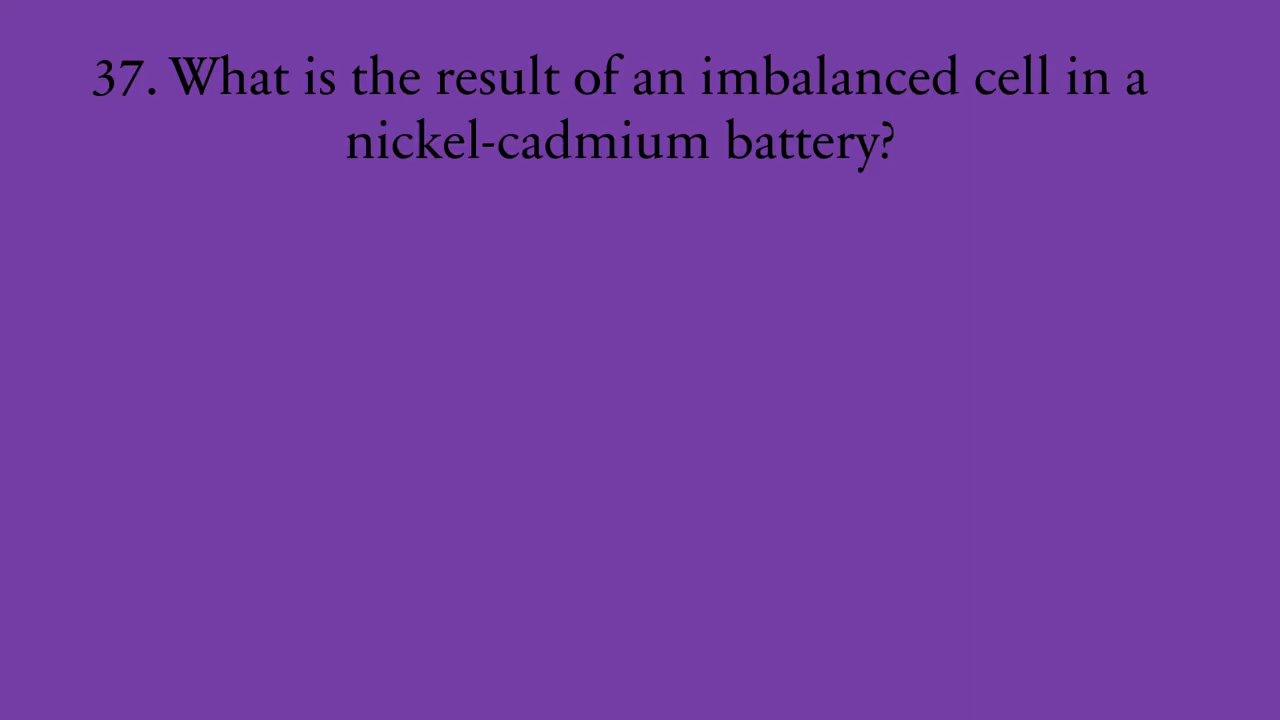 37. What is the result of an imbalanced cell in a
nickel-cadmium battery?